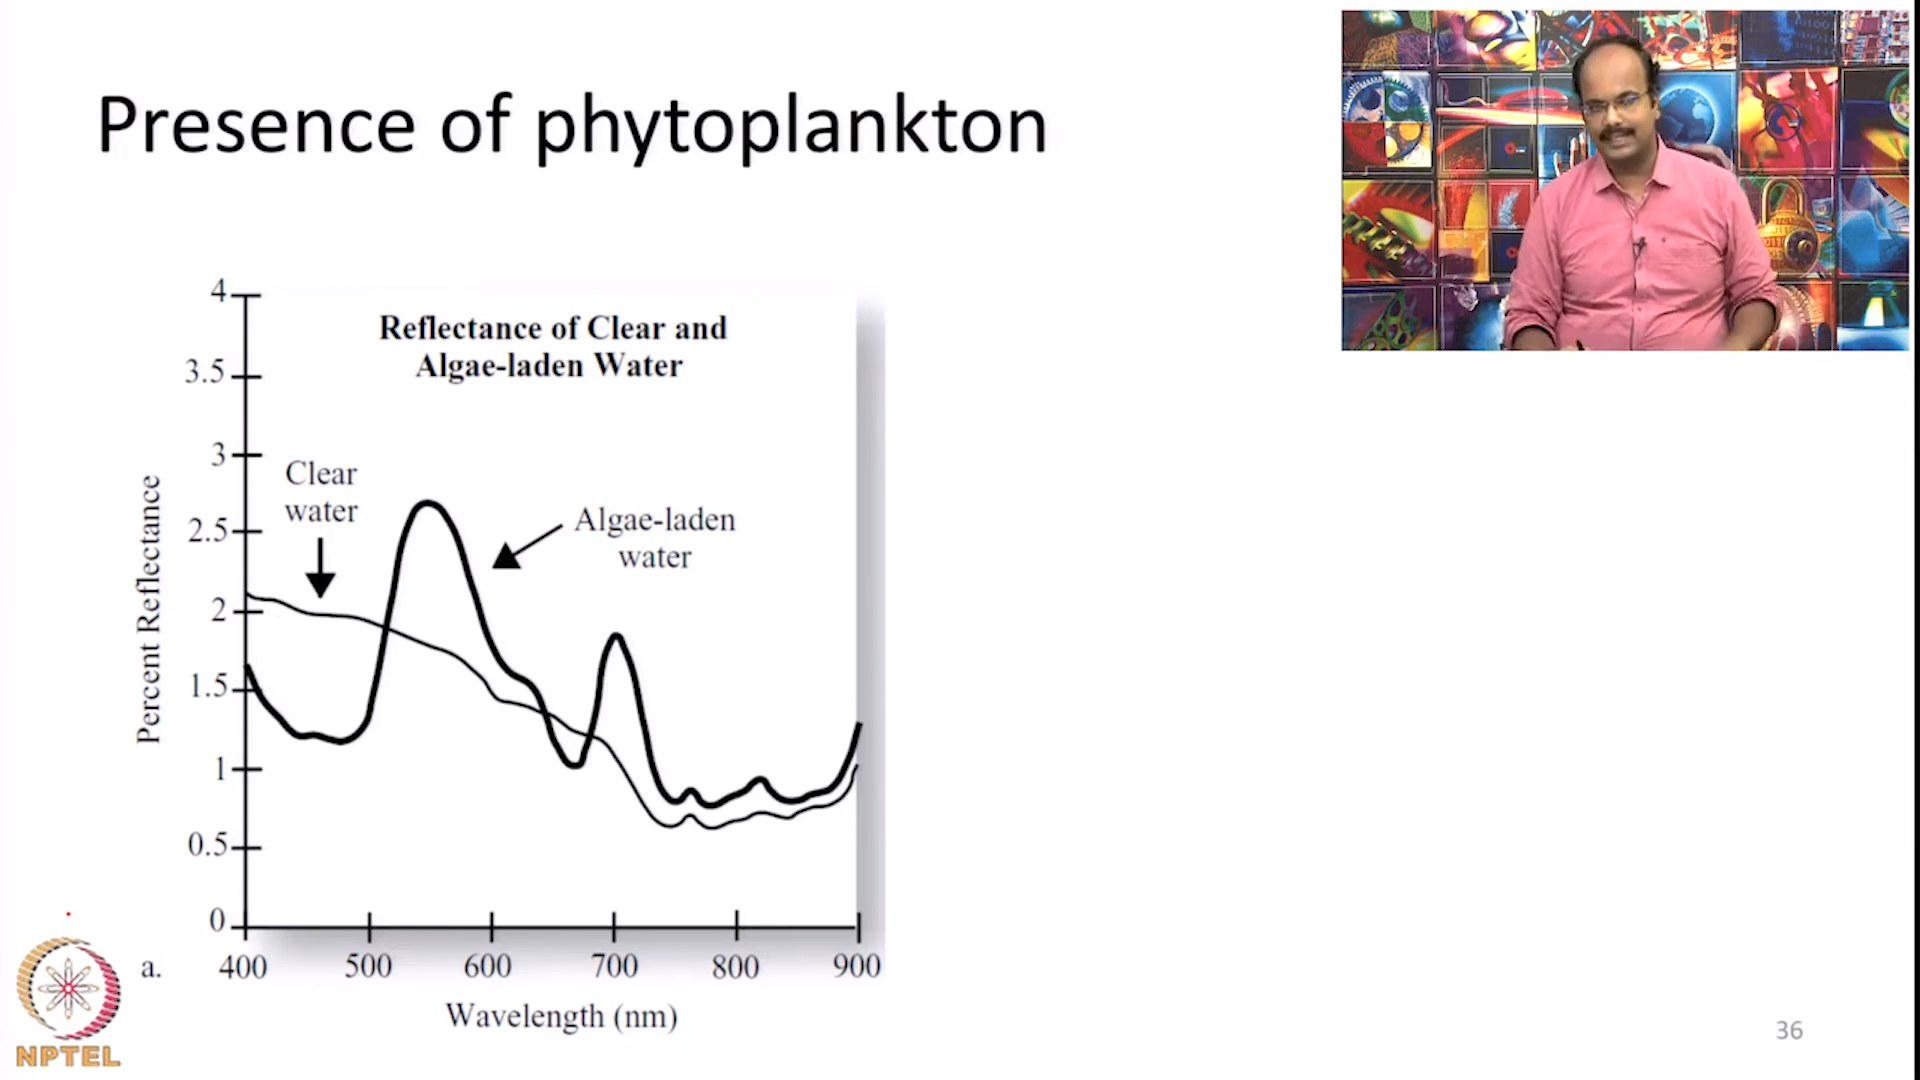 Presence of phytoplankton
Reflectance of Clear and
Algae-laden Water
4
3.5
3
2.5
2
1.5
1
0.5
0
Percent Reflectance
Clear
water
Algae-laden
water
a.
400 500 600 700 800 900
Wavelength (nm)
NPTEL
36